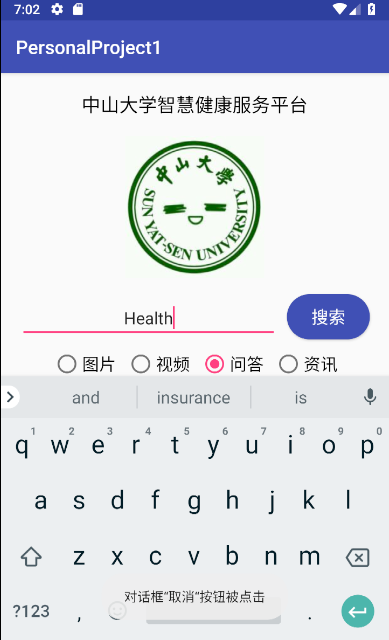 7:02
PersonalProject1
中山大学智慧健康服务平台
中山大學
SUN YAT-SEN UNIVERSITY
Health
搜索
图片 视频 问答 资讯
and insurance is
1 2 3 4 5 6 7 8 9 0
q w e r t y u i o p
a s d f g h j k l
z x c v b n m
对话框“取消”按钮被点击
?123 , .